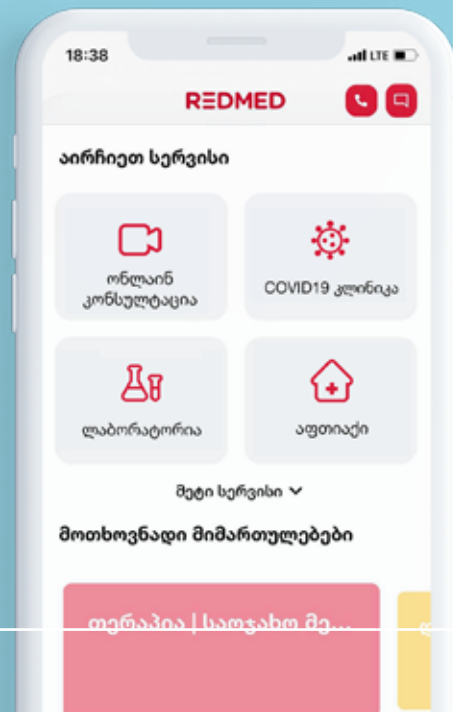 18:38
LTE
REDMED
აირჩიეთ სერვისი
ონლაინ
კონსულტაცია
COVID19 კლინიკა
ლაბორატორია
აფთიაქი
მეტი სერვისი
მოთხოვნადი მიმართულებები
თერაპია | საოჯახო მე...